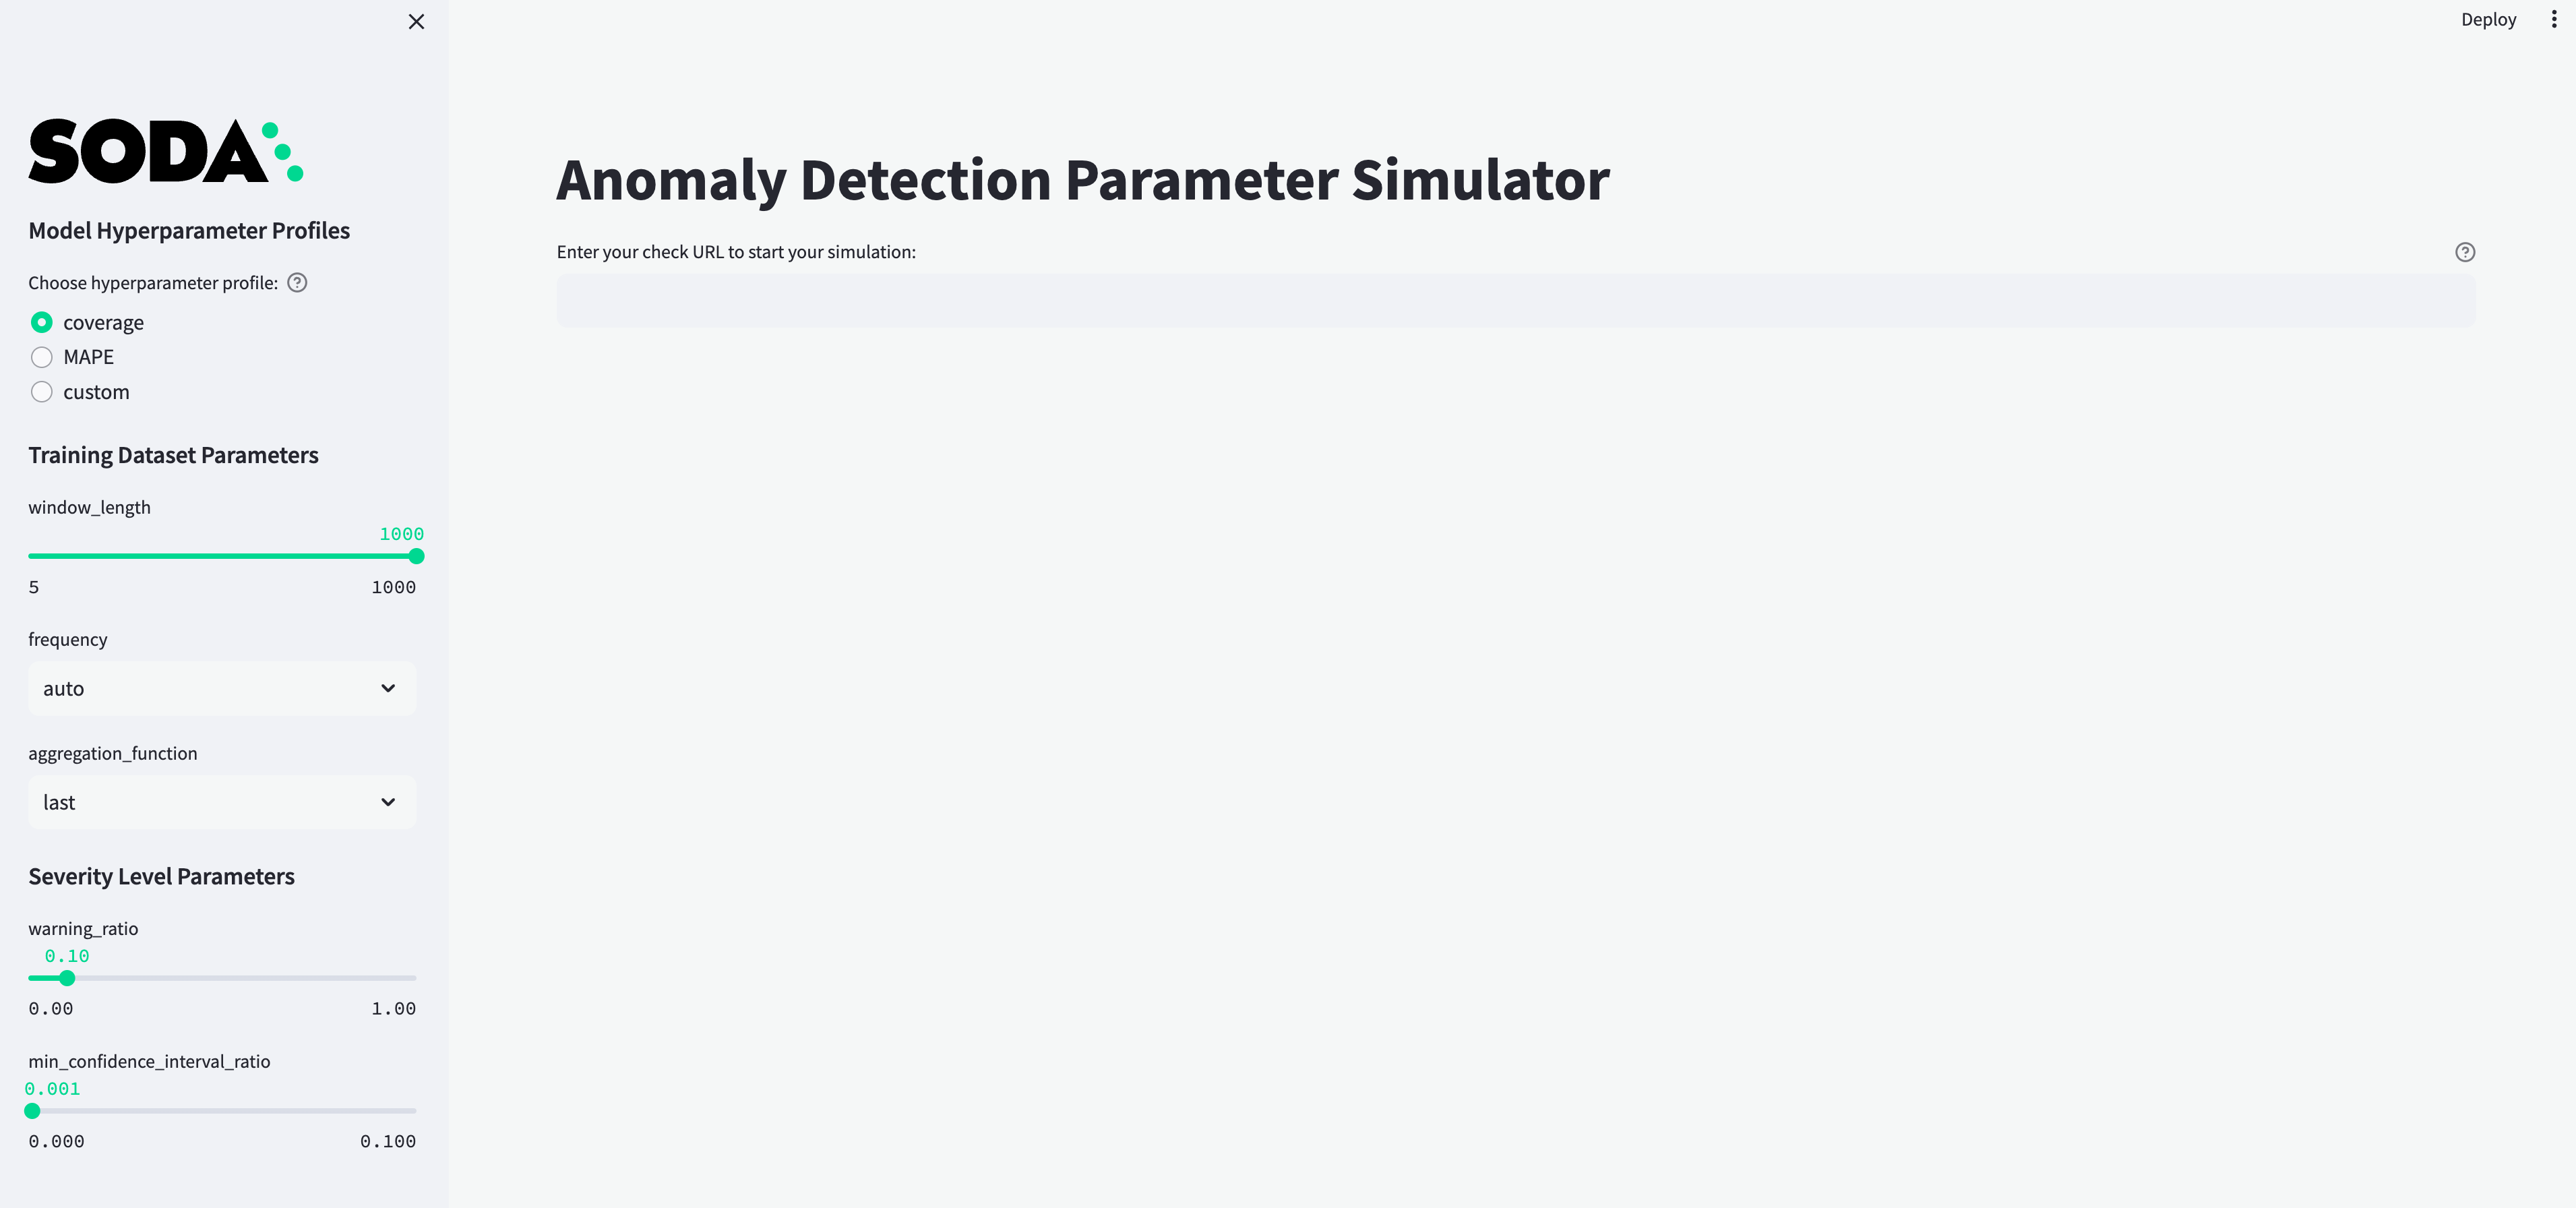 SODA
Model Hyperparameter Profiles
Choose hyperparameter profile:
coverage
MAPE
custom
Training Dataset Parameters
window_length
1000
5 1000
frequency
auto
aggregation_function
last
Severity Level Parameters
warning_ratio
0.10
0.00 1.00
min_confidence_interval_ratio
0.001
0.000 0.100
Deploy
Anomaly Detection Parameter Simulator
Enter your check URL to start your simulation: